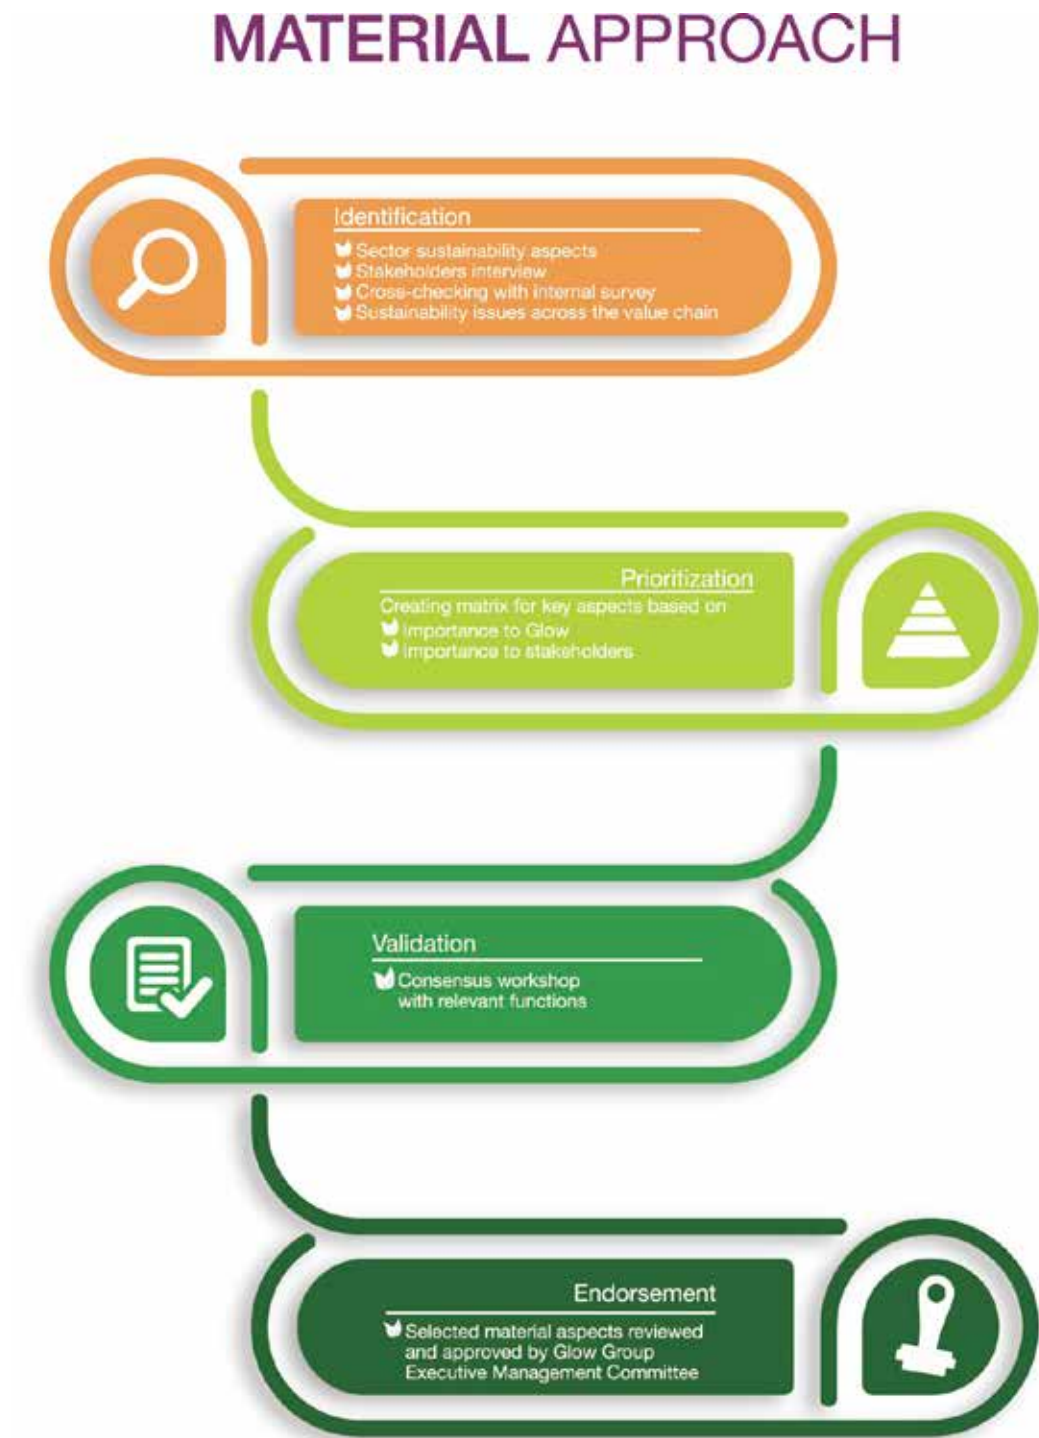 MATERIAL APPROACH
Identification
Sector sustainability aspects
Stakeholders interview
Cross-checking with internal survey
Sustainability issues across the value chain
Prioritization
Creating matrix for key aspects based on
Importance to Glow
Importance to stakeholders
Validation
Consensus workshop
with relevant functions
Endorsement
Selected material aspects reviewed
and approved by Glow Group
Executive Management Committee